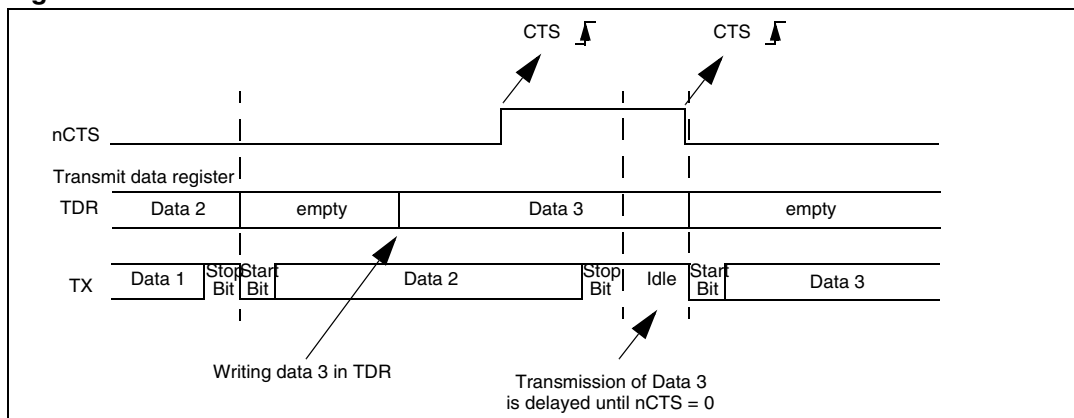 CTS CTS
nCTS
Transmit data register
TDR Data 2 empty Data 3 empty
TX Data 1 Stop Bit Start Bit Data 2 Stop Bit Idle Start Bit Data 3
Writing data 3 in TDR
Transmission of Data 3
is delayed until nCTS = 0